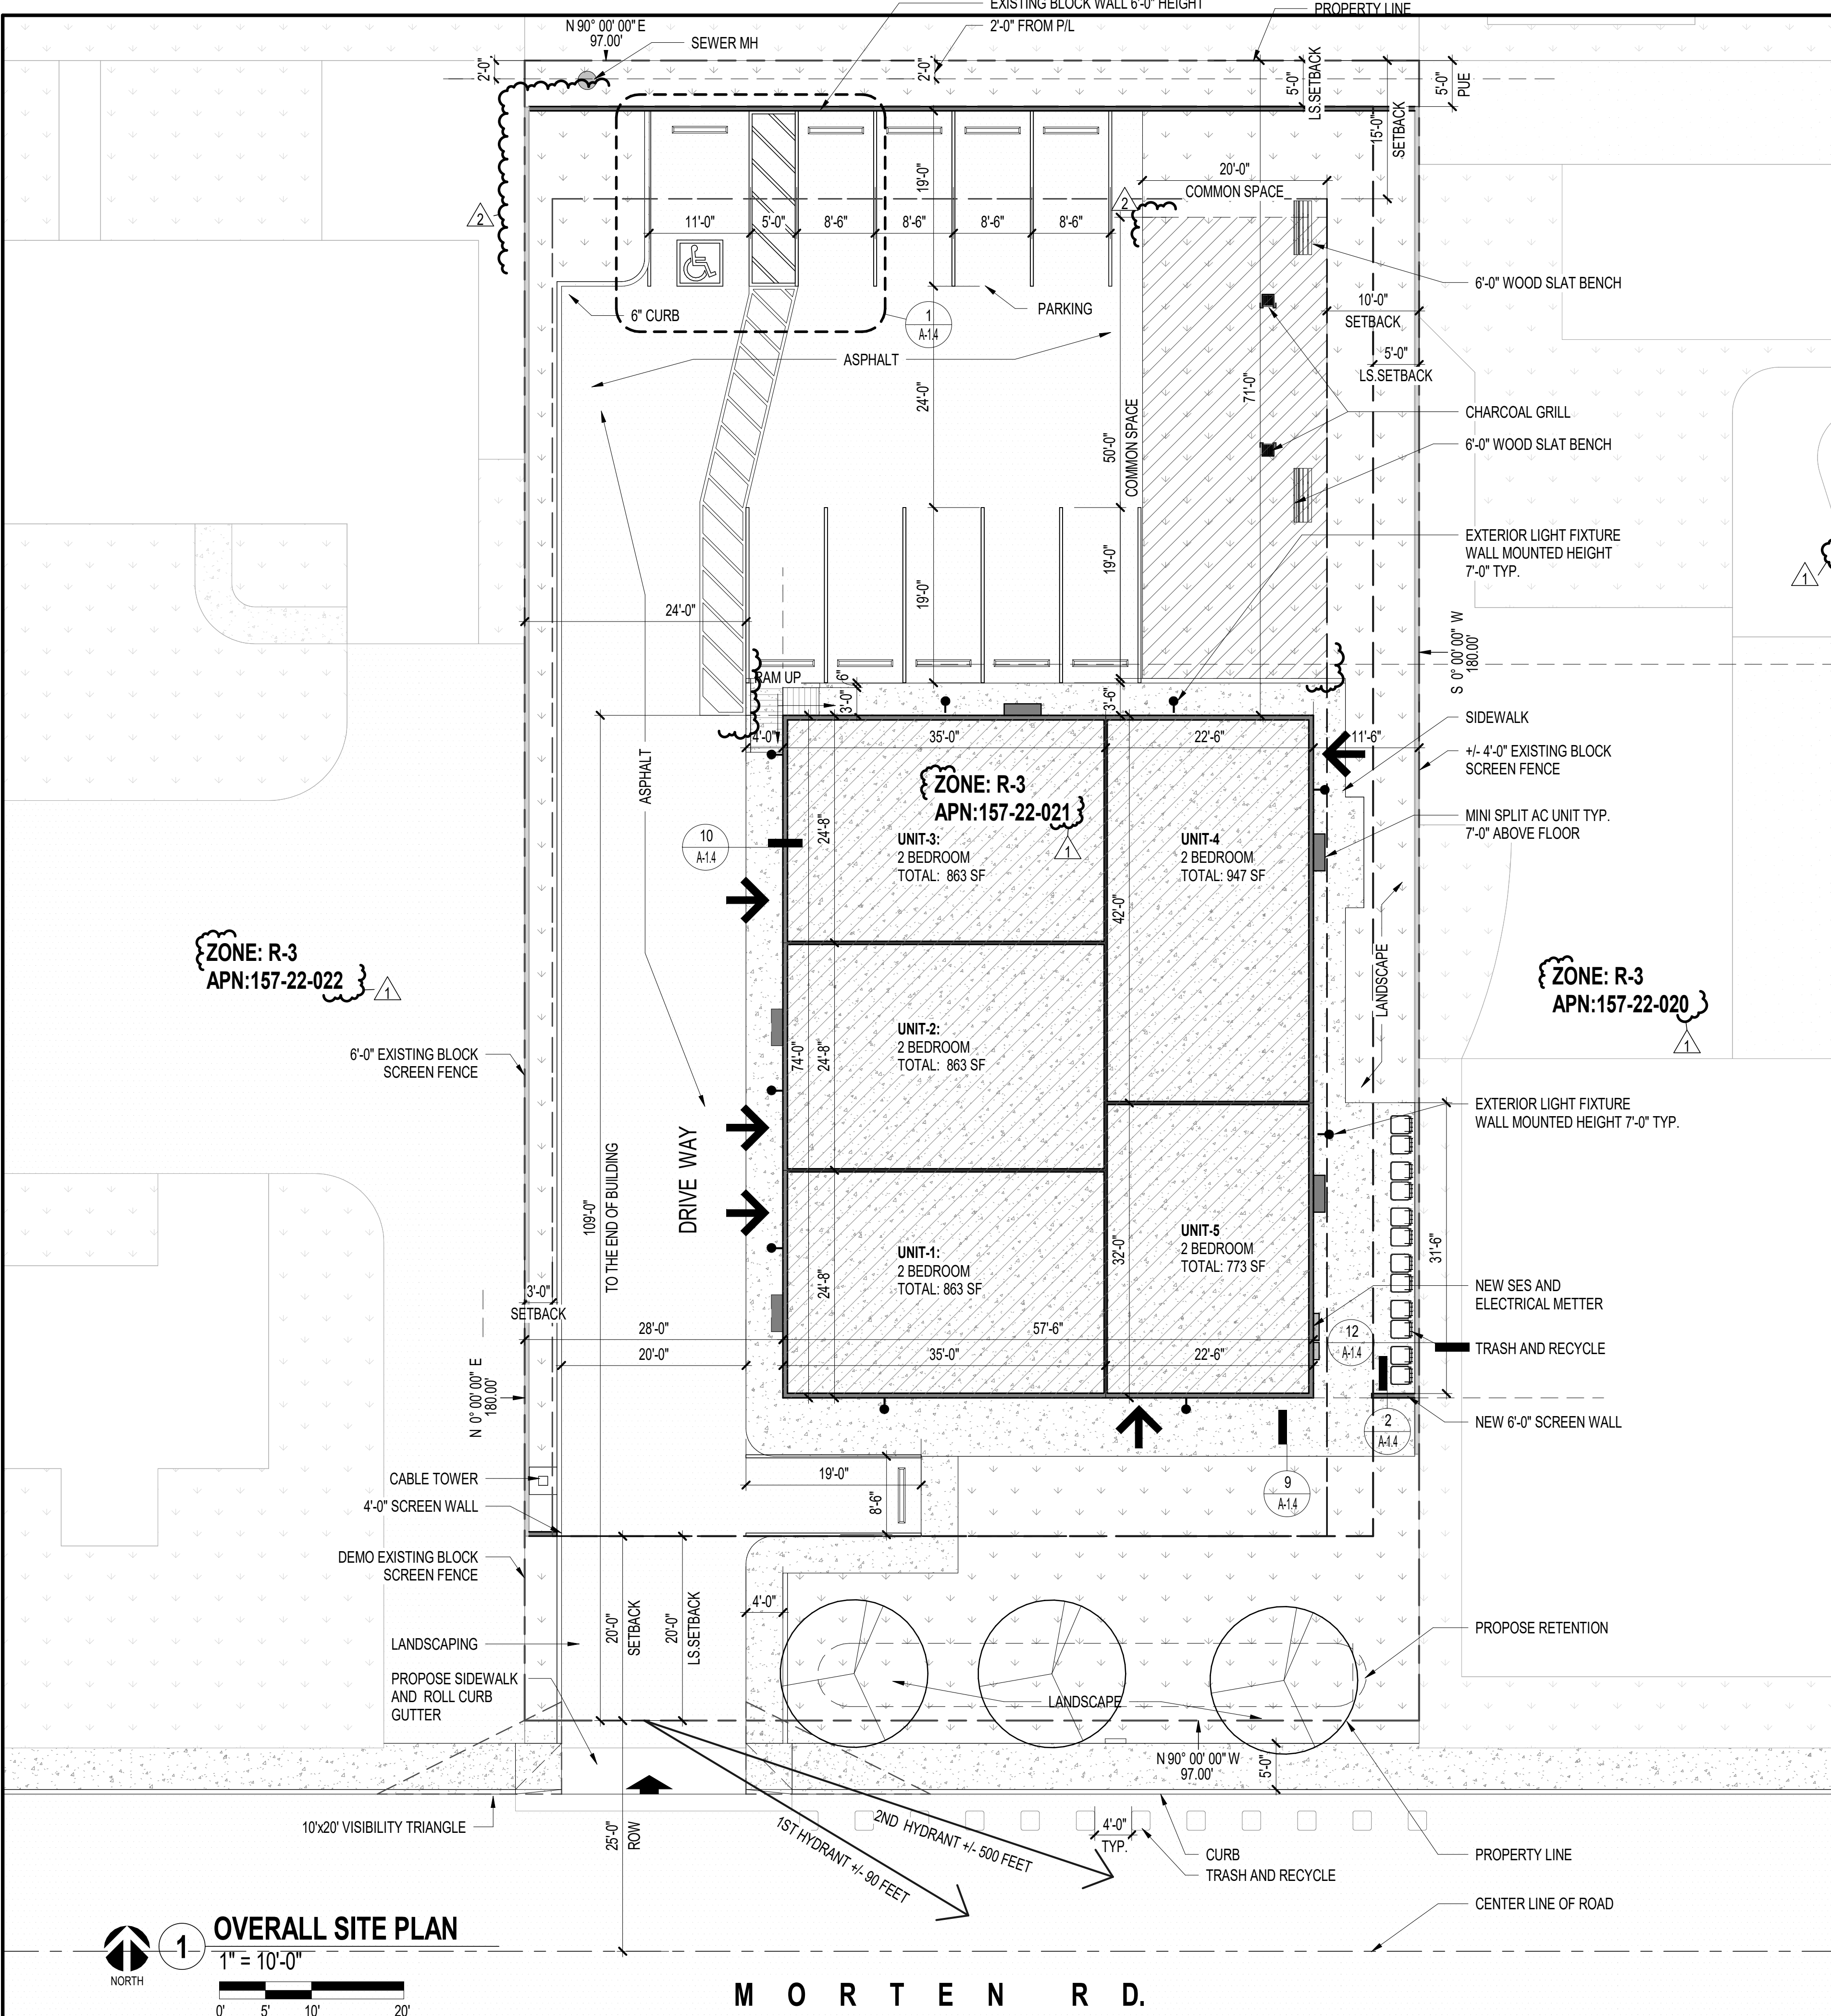 EXISTING BLOCK WALL 6'-0" HEIGHT
PROPERTY LINE
N 90° 00' 00" E
97.00'
SEWER MH
2'-0" FROM P/L
2'-0"
2'-0"
5'-0"
LS.SETBACK
15'-0"
SETBACK
5'-0"
PUE
19'-0"
20'-0"
COMMON SPACE
2
2
11'-0"
5'-0"
8'-6"
8'-6"
8'-6"
8'-6"
6'-0" WOOD SLAT BENCH
6" CURB
1
A-1.4
PARKING
10'-0"
SETBACK
ASPHALT
5'-0"
LS.SETBACK
24'-0"
71'-0"
50'-0"
COMMON SPACE
CHARCOAL GRILL
6'-0" WOOD SLAT BENCH
EXTERIOR LIGHT FIXTURE
WALL MOUNTED HEIGHT
7'-0" TYP.
1
19'-0"
19'-0"
24'-0"
S 0° 00' 00" W
180.00'
RAM UP
6"
3'-0"
3'-6"
SIDEWALK
4'-0"
35'-0"
22'-6"
11'-6"
+/- 4'-0" EXISTING BLOCK
SCREEN FENCE
ASPHALT
ZONE: R-3
APN:157-22-021
1
10
A-1.4
24'-8"
UNIT-3:
2 BEDROOM
TOTAL: 863 SF
UNIT-4
2 BEDROOM
TOTAL: 947 SF
MINI SPLIT AC UNIT TYP.
7'-0" ABOVE FLOOR
42'-0"
ZONE: R-3
APN:157-22-022
1
LANDSCAPE
ZONE: R-3
APN:157-22-020
1
6'-0" EXISTING BLOCK
SCREEN FENCE
74'-0"
24'-8"
UNIT-2:
2 BEDROOM
TOTAL: 863 SF
EXTERIOR LIGHT FIXTURE
WALL MOUNTED HEIGHT 7'-0" TYP.
109'-0"
TO THE END OF BUILDING
DRIVE WAY
24'-8"
UNIT-1:
2 BEDROOM
TOTAL: 863 SF
32'-0"
UNIT-5
2 BEDROOM
TOTAL: 773 SF
31'-6"
3'-0"
SETBACK
NEW SES AND
ELECTRICAL METTER
28'-0"
57'-6"
12
A-1.4
20'-0"
35'-0"
22'-6"
TRASH AND RECYCLE
N 0° 00' 00" E
180.00'
2
A-1.4
NEW 6'-0" SCREEN WALL
CABLE TOWER
19'-0"
8'-6"
9
A-1.4
4'-0" SCREEN WALL
DEMO EXISTING BLOCK
SCREEN FENCE
20'-0"
SETBACK
20'-0"
LS.SETBACK
4'-0"
LANDSCAPING
PROPOSE RETENTION
PROPOSE SIDEWALK
AND ROLL CURB
GUTTER
LANDSCAPE
N 90° 00' 00" W
97.00'
5'-0"
10'x20' VISIBILITY TRIANGLE
25'-0"
ROW
1ST HYDRANT +/- 90 FEET
2ND HYDRANT +/- 500 FEET
4'-0"
TYP.
CURB
TRASH AND RECYCLE
PROPERTY LINE
CENTER LINE OF ROAD
NORTH
1
OVERALL SITE PLAN
1" = 10'-0"
0' 5' 10' 20'
MORTEN RD.